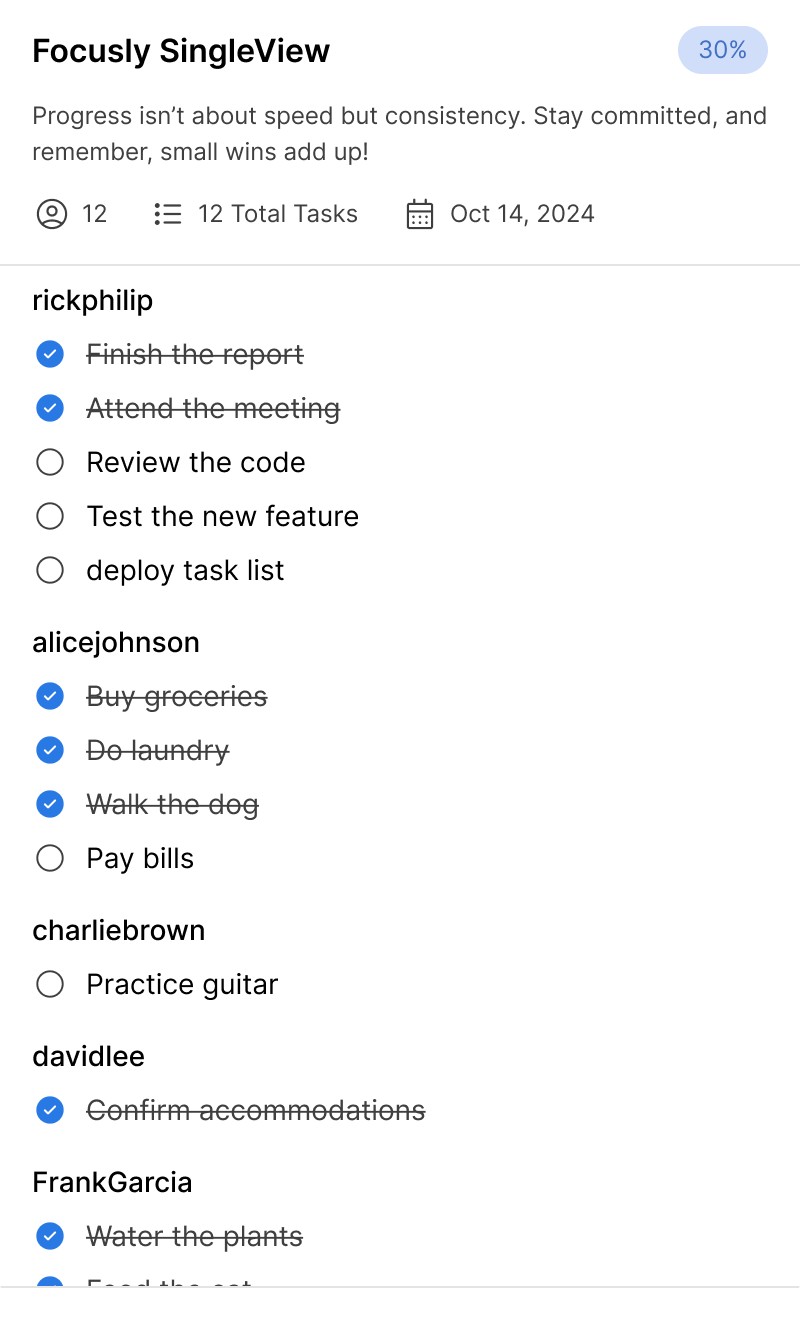 Focusly SingleView
30%
Progress isn’t about speed but consistency. Stay committed, and
remember, small wins add up!
12
12 Total Tasks
Oct 14, 2024
rickphilip
Finish the report
Attend the meeting
Review the code
Test the new feature
deploy task list
alicejohnson
Buy groceries
Do laundry
Walk the dog
Pay bills
charliebrown
Practice guitar
davidlee
Confirm accommodations
FrankGarcia
Water the plants
Feed the cat